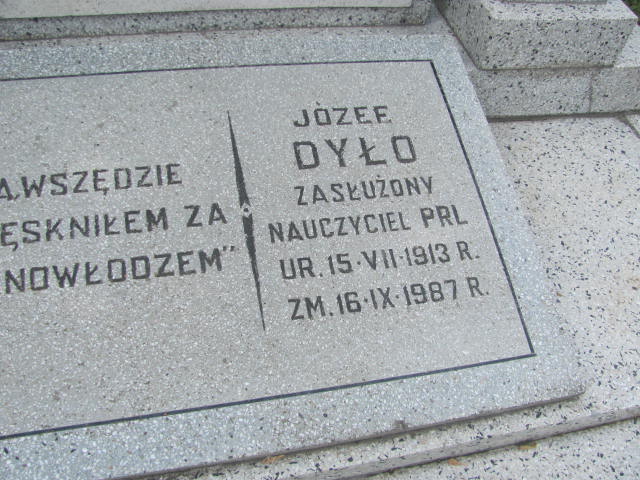 WSZĘDZIE
ĘSKNIŁEM ZA
NOWŁODZEM"
JÓZEF
DYŁO
ZASŁUŻONY
NAUCZYCIEL PRL
UR. 15·VII·1913 R.
ZM. 16·IX·1987 R.